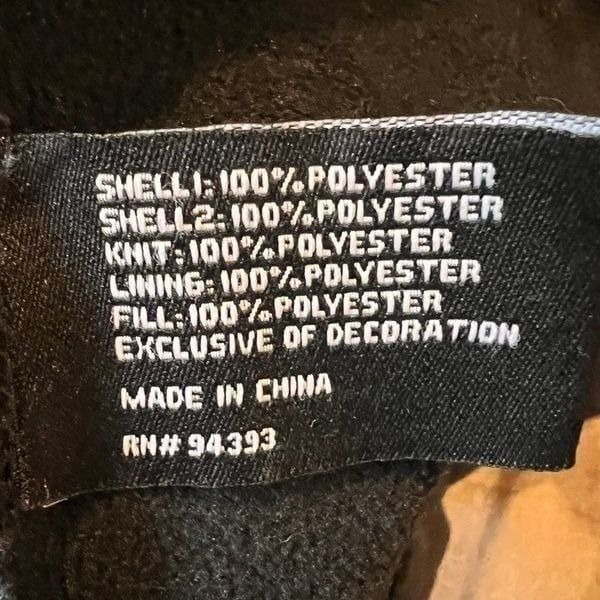 SHELL1:100%POLYESTER
SHELL2:100%POLYESTER
KNIT:100%POLYESTER
LINING:100%POLYESTER
FILL:100%POLYESTER
EXCLUSIVE OF DECORATION
MADE IN CHINA
RN# 94393